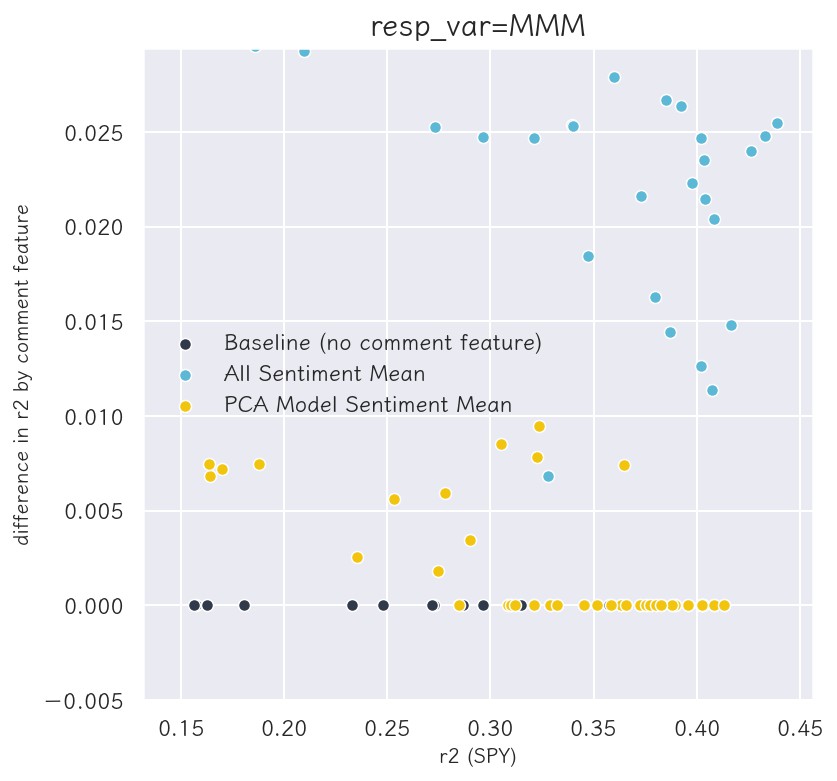 resp_var=MMM
difference in r2 by comment feature
0.025
0.020
0.015
0.010
0.005
0.000
−0.005
Baseline (no comment feature)
All Sentiment Mean
PCA Model Sentiment Mean
0.15 0.20 0.25 0.30 0.35 0.40 0.45
r2 (SPY)